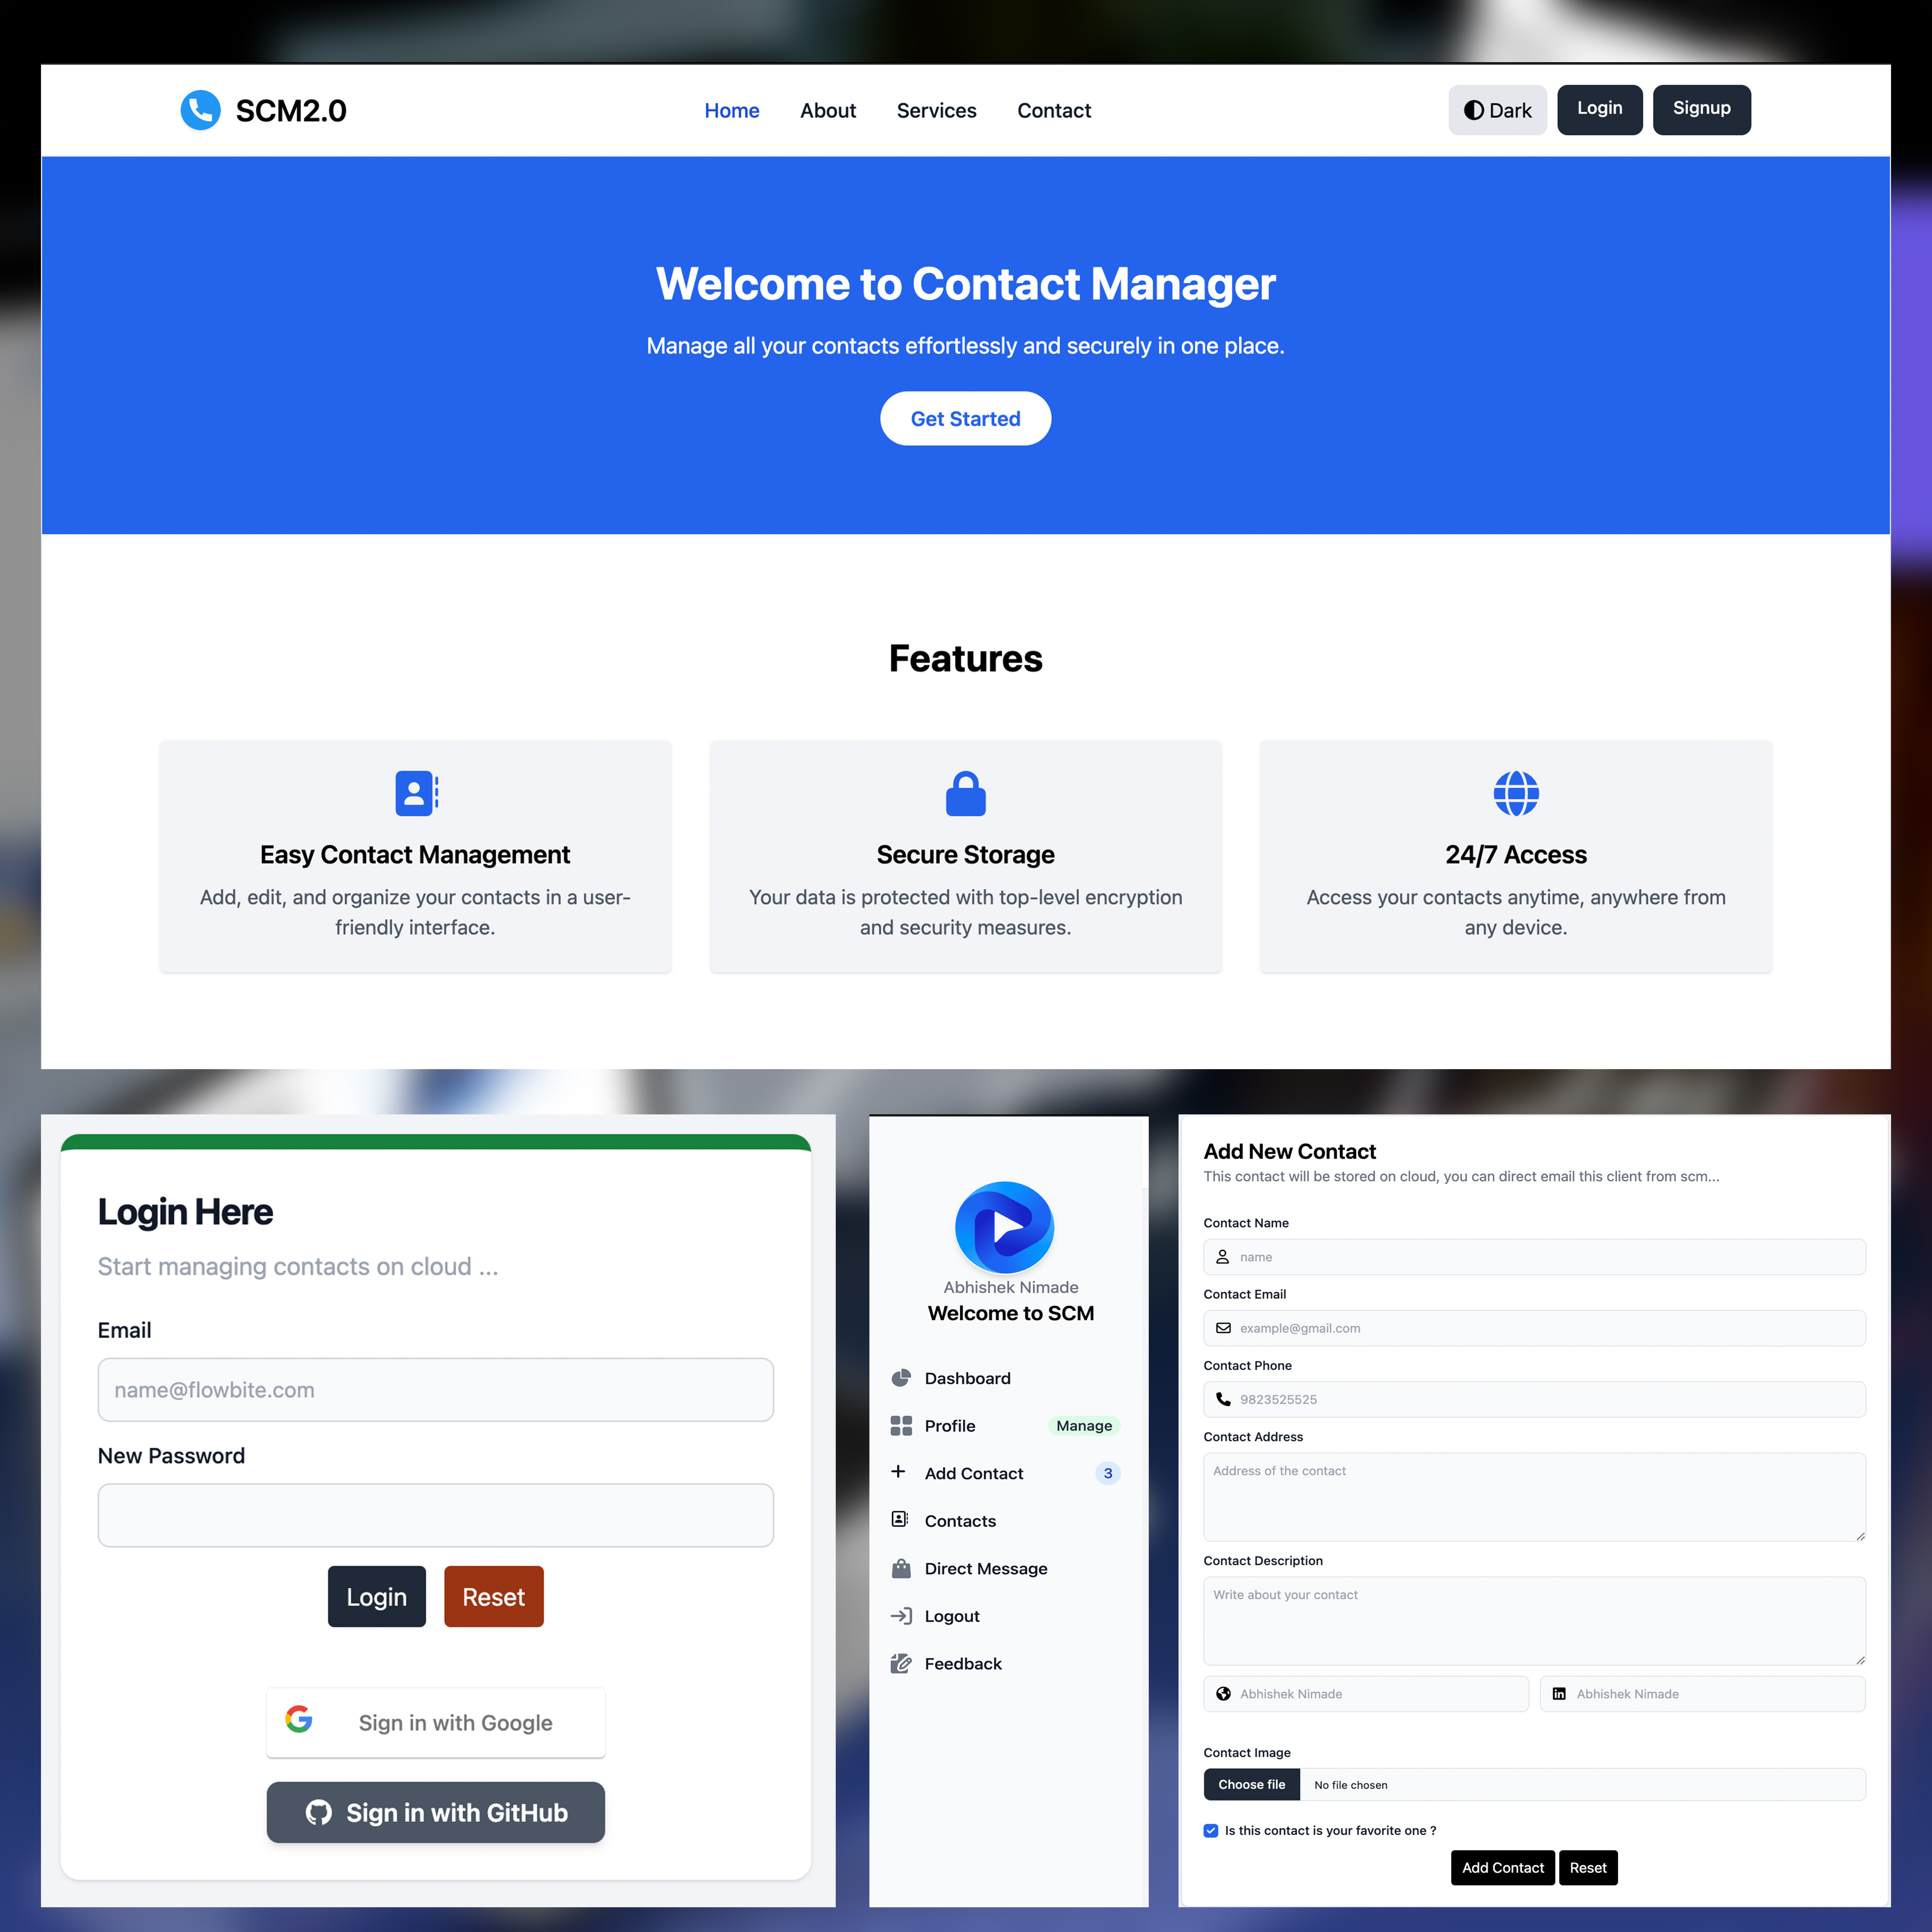 SCM2.0
Home
About
Services
Contact
Dark
Login
Signup
Welcome to Contact Manager
Manage all your contacts effortlessly and securely in one place.
Get Started
Features
Easy Contact Management
Add, edit, and organize your contacts in a user-
friendly interface.
Secure Storage
Your data is protected with top-level encryption
and security measures.
24/7 Access
Access your contacts anytime, anywhere from
any device.
Login Here
Start managing contacts on cloud ...
Email
name@flowbite.com
New Password
Login
Reset
Sign in with Google
Sign in with GitHub
Abhishek Nimade
Welcome to SCM
Dashboard
Profile
Manage
Add Contact
3
Contacts
Direct Message
Logout
Feedback
Add New Contact
This contact will be stored on cloud, you can direct email this client from scm...
Contact Name
name
Contact Email
example@gmail.com
Contact Phone
9823525525
Contact Address
Address of the contact
Contact Description
Write about your contact
Abhishek Nimade
Abhishek Nimade
Contact Image
Choose file
No file chosen
Is this contact is your favorite one ?
Add Contact
Reset